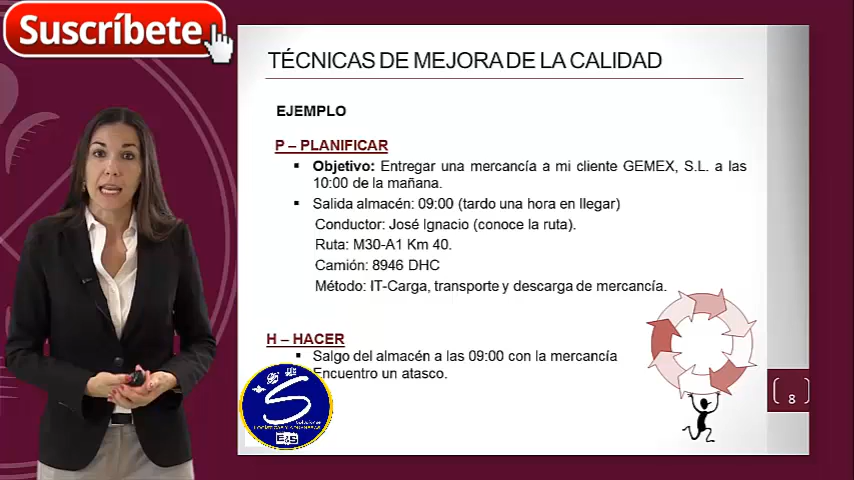 Suscríbete
TÉCNICAS DE MEJORA DE LA CALIDAD
EJEMPLO
P – PLANIFICAR
▪ Objetivo: Entregar una mercancía a mi cliente GEMEX, S.L. a las
10:00 de la mañana.
▪ Salida almacén: 09:00 (tardo una hora en llegar)
Conductor: José Ignacio (conoce la ruta).
Ruta: M30-A1 Km 40.
Camión: 8946 DHC
Método: IT-Carga, transporte y descarga de mercancía.
H – HACER
▪ Salgo del almacén a las 09:00 con la mercancía
Encuentro un atasco.
8
S
Soluciones
LOGÍSTICAS Y ADUANERAS